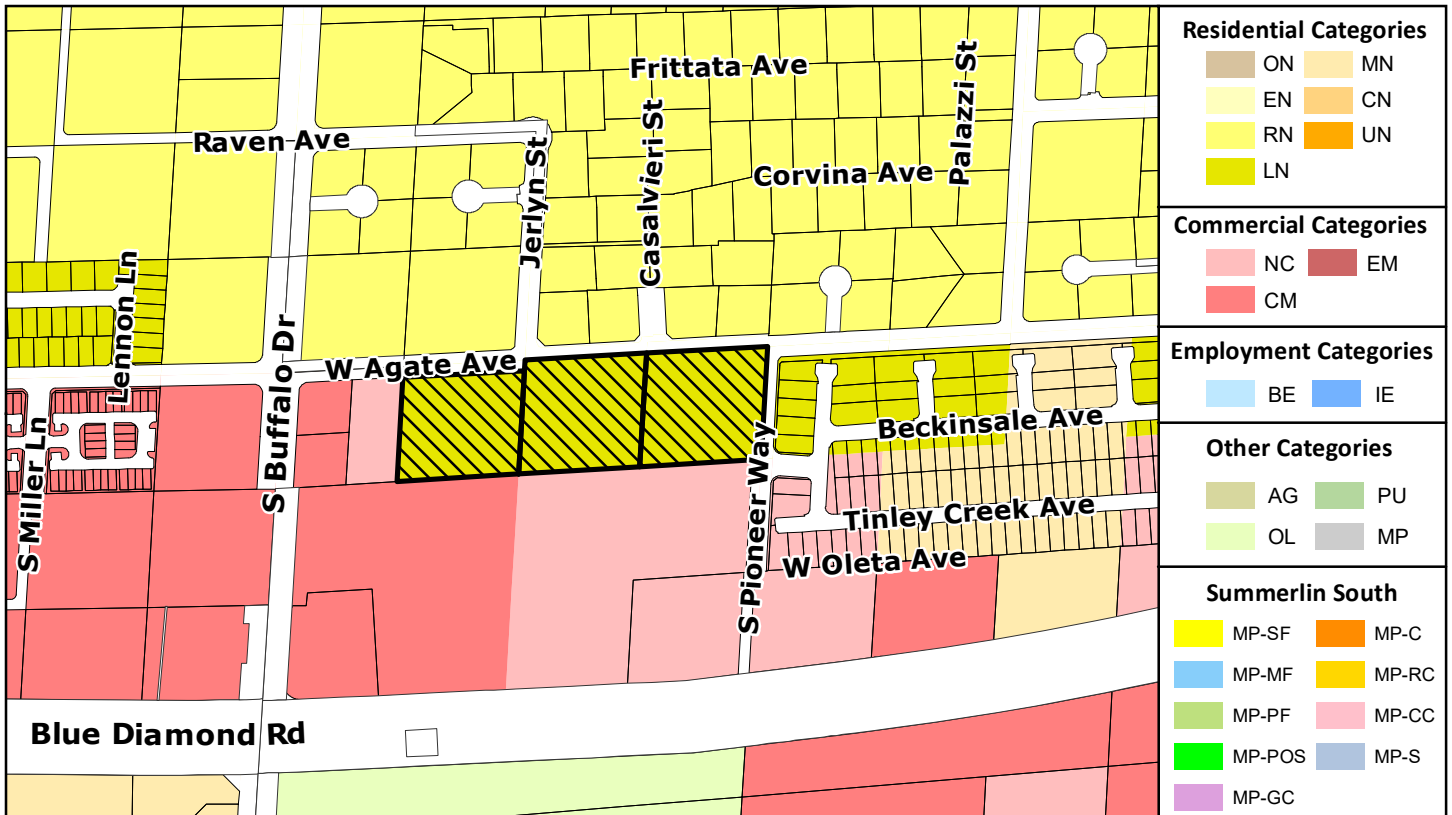 Frittata Ave
Palazzi St
Raven Ave
Casalvieri St
Jerlyn St
Corvina Ave
Lennon Ln
S Buffalo Dr
W Agate Ave
S Miller Ln
Beckinsale Ave
S Pioneer Way
Tinley Creek Ave
W Oleta Ave
Blue Diamond Rd
Residential Categories
ON MN
EN CN
RN UN
LN
Commercial Categories
NC EM
CM
Employment Categories
BE IE
Other Categories
AG PU
OL MP
Summerlin South
MP-SF MP-C
MP-MF MP-RC
MP-PF MP-CC
MP-POS MP-S
MP-GC